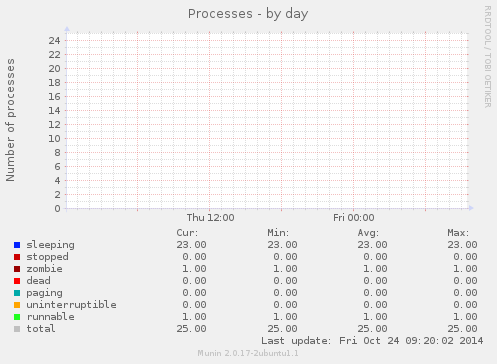 Processes - by day
RRDTOOL / TOBI OETIKER
Number of processes
24
22
20
18
16
14
12
10
8
6
4
2
0
Thu 12:00 Fri 00:00
Cur: Min: Avg: Max:
sleeping 23.00 23.00 23.00 23.00
stopped 0.00 0.00 0.00 0.00
zombie 1.00 1.00 1.00 1.00
dead 0.00 0.00 0.00 0.00
paging 0.00 0.00 0.00 0.00
uninterruptible 0.00 0.00 0.00 0.00
runnable 1.00 1.00 1.00 1.00
total 25.00 25.00 25.00 25.00
Last update: Fri Oct 24 09:20:02 2014
Munin 2.0.17-2ubuntu1.1